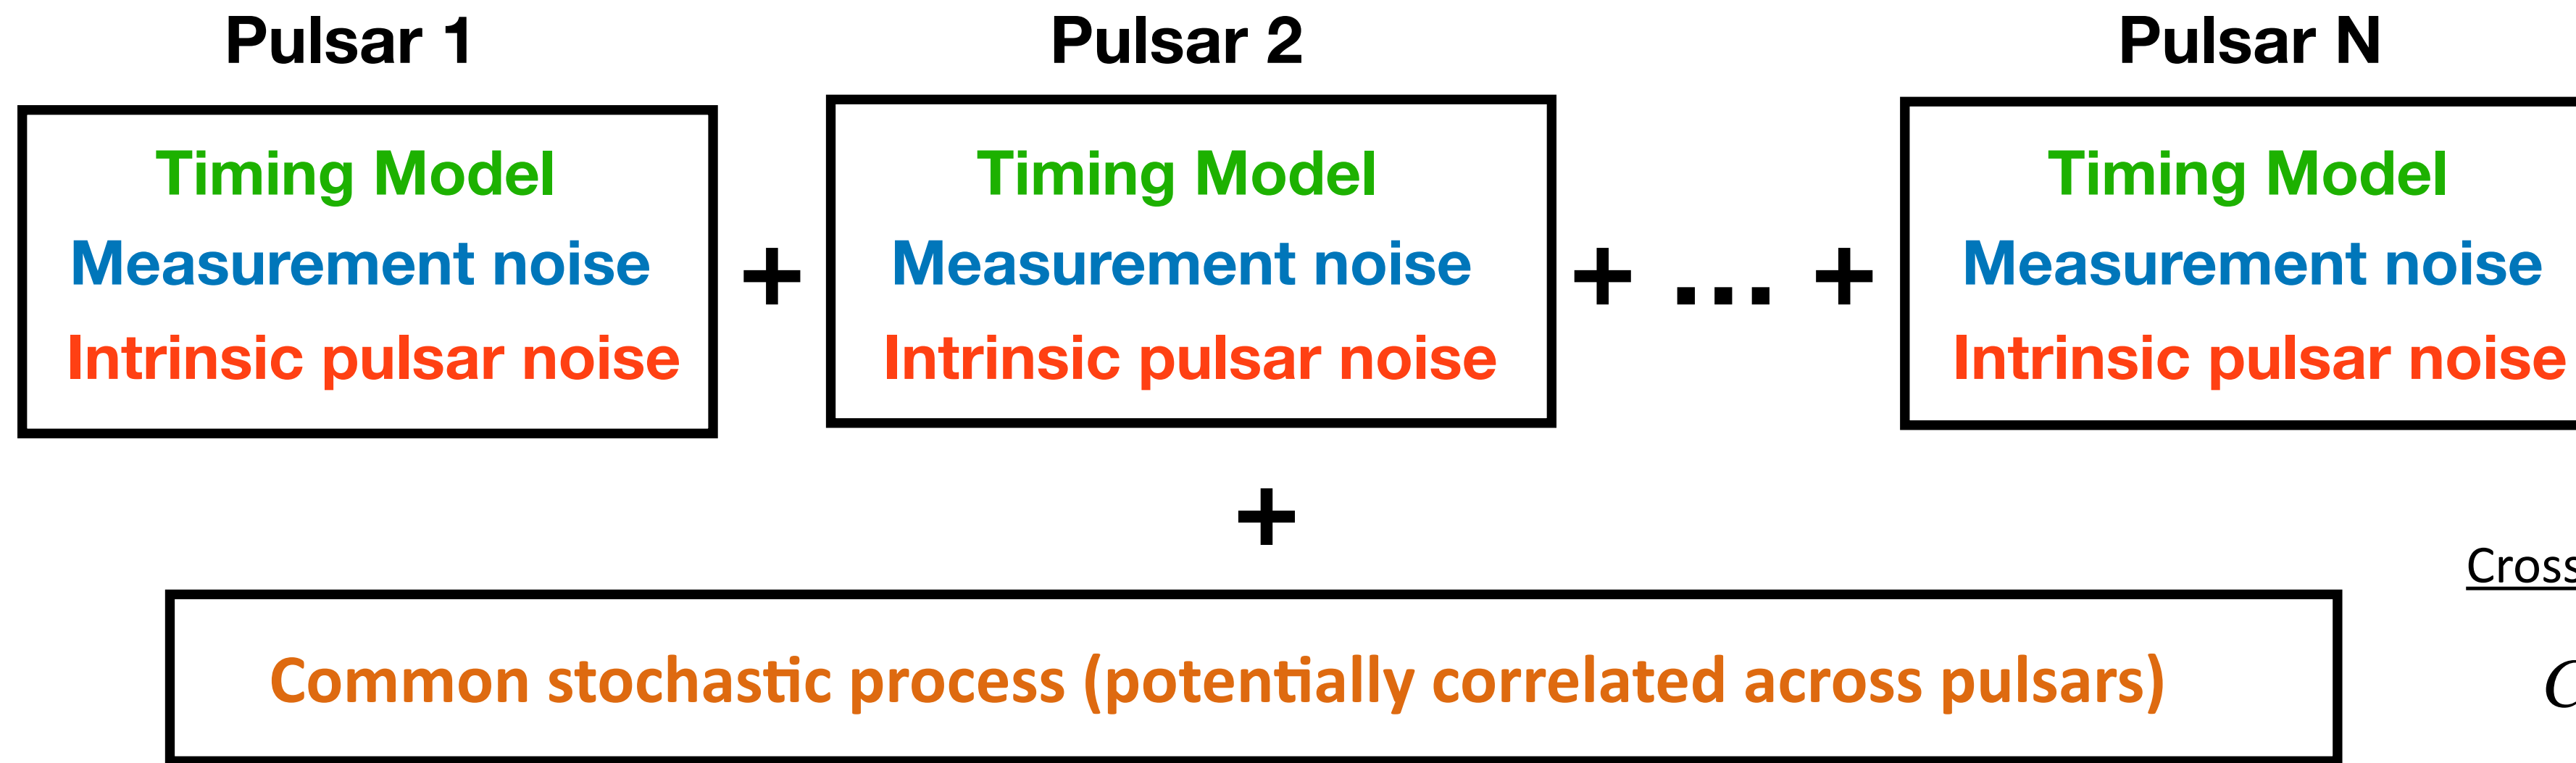 Pulsar 1
Pulsar 2
Pulsar N
Timing Model
Measurement noise
Intrinsic pulsar noise
+
Timing Model
Measurement noise
Intrinsic pulsar noise
+ ... +
Timing Model
Measurement noise
Intrinsic pulsar noise
+
Cross
Common stochastic process (potentially correlated across pulsars)